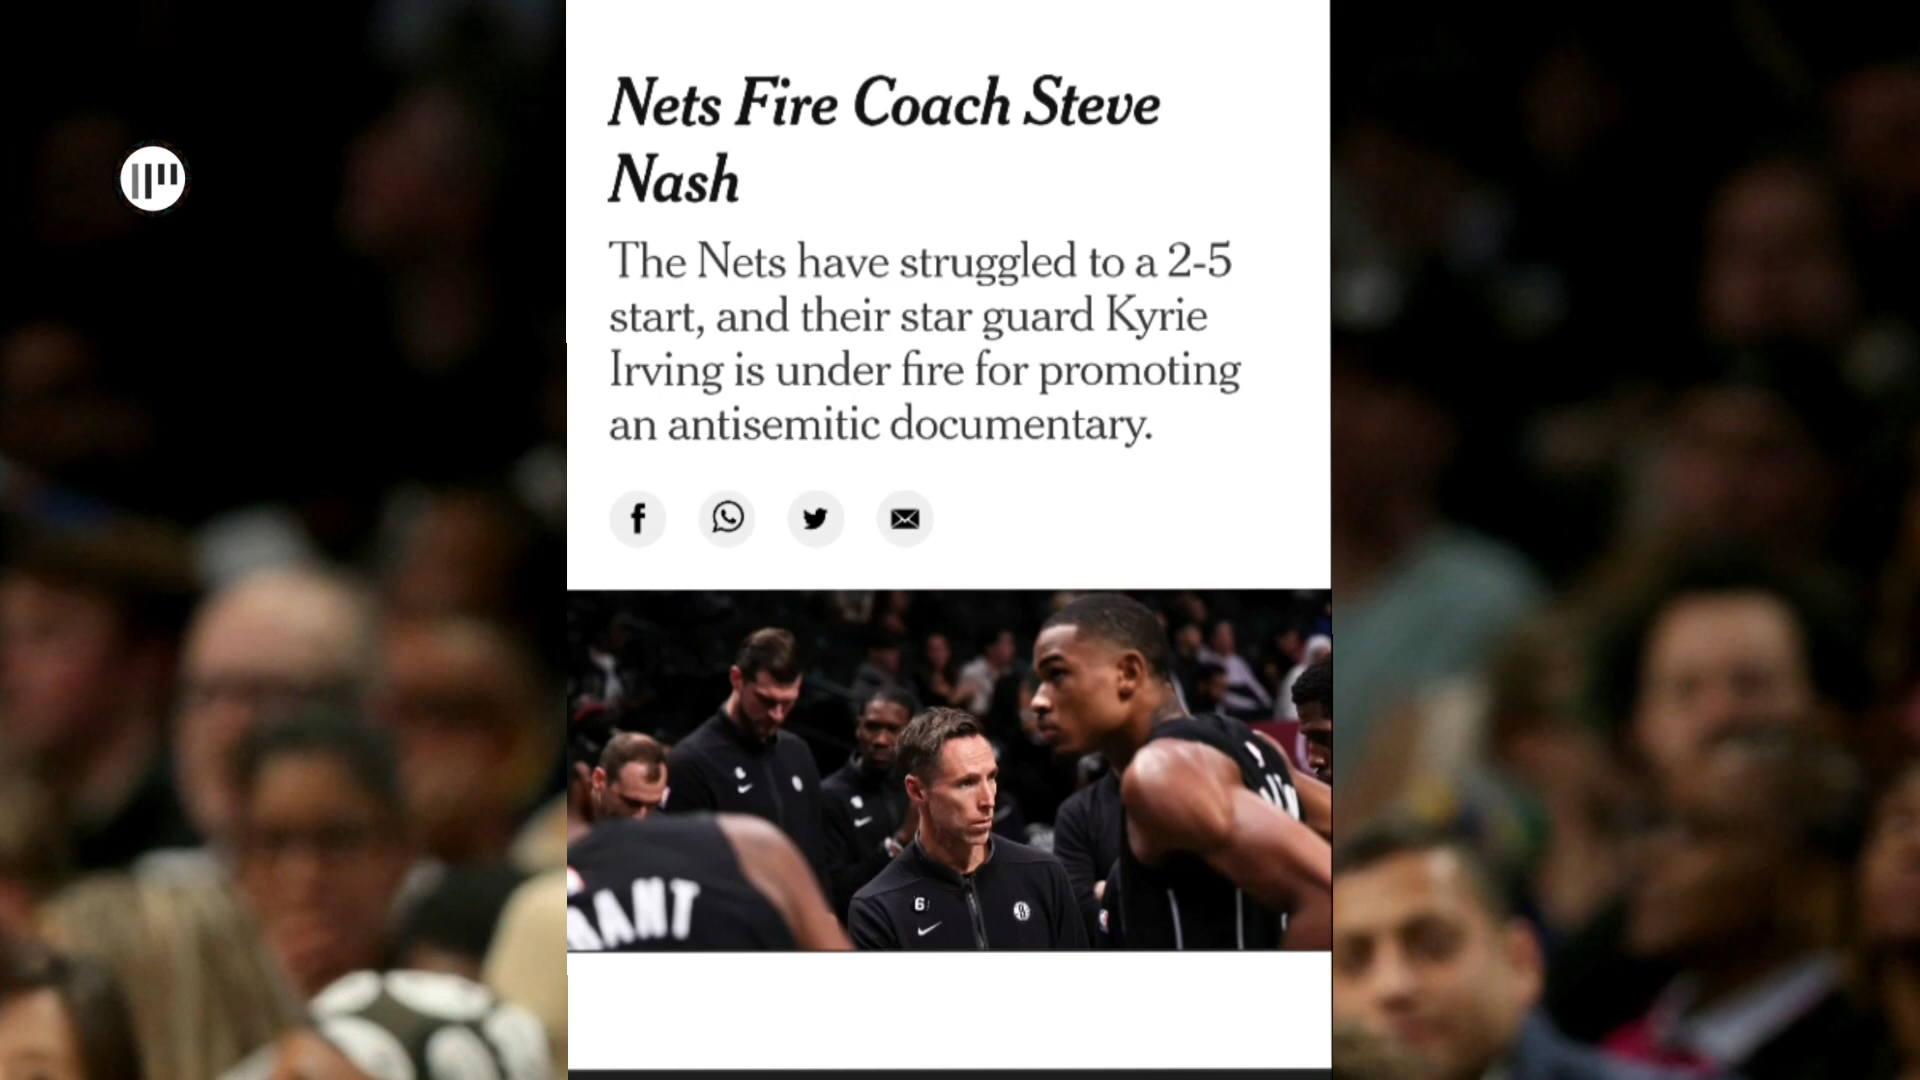 Nets Fire Coach Steve
Nash
The Nets have struggled to a 2-5
start, and their star guard Kyrie
Irving is under fire for promoting
an antisemitic documentary.
6